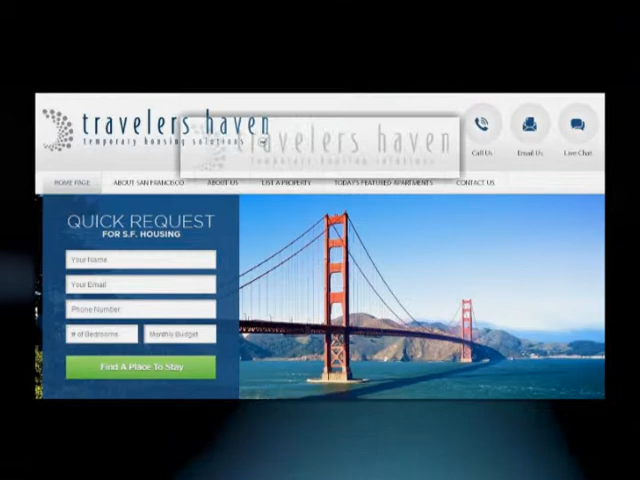 travelers haven
temporary housing solutions
travelers haven
temporary housing solutions
Call Us
Email Us
Live Chat
HOME PAGE
ABOUT SAN FRANCISCO
ABOUT US
LIST A PROPERTY
TODAY'S FEATURED APARTMENTS
CONTACT US
QUICK REQUEST
FOR S.F. HOUSING
Your Name
Your Email
Phone Number
# of Bedrooms
Monthly Budget
Find A Place To Stay